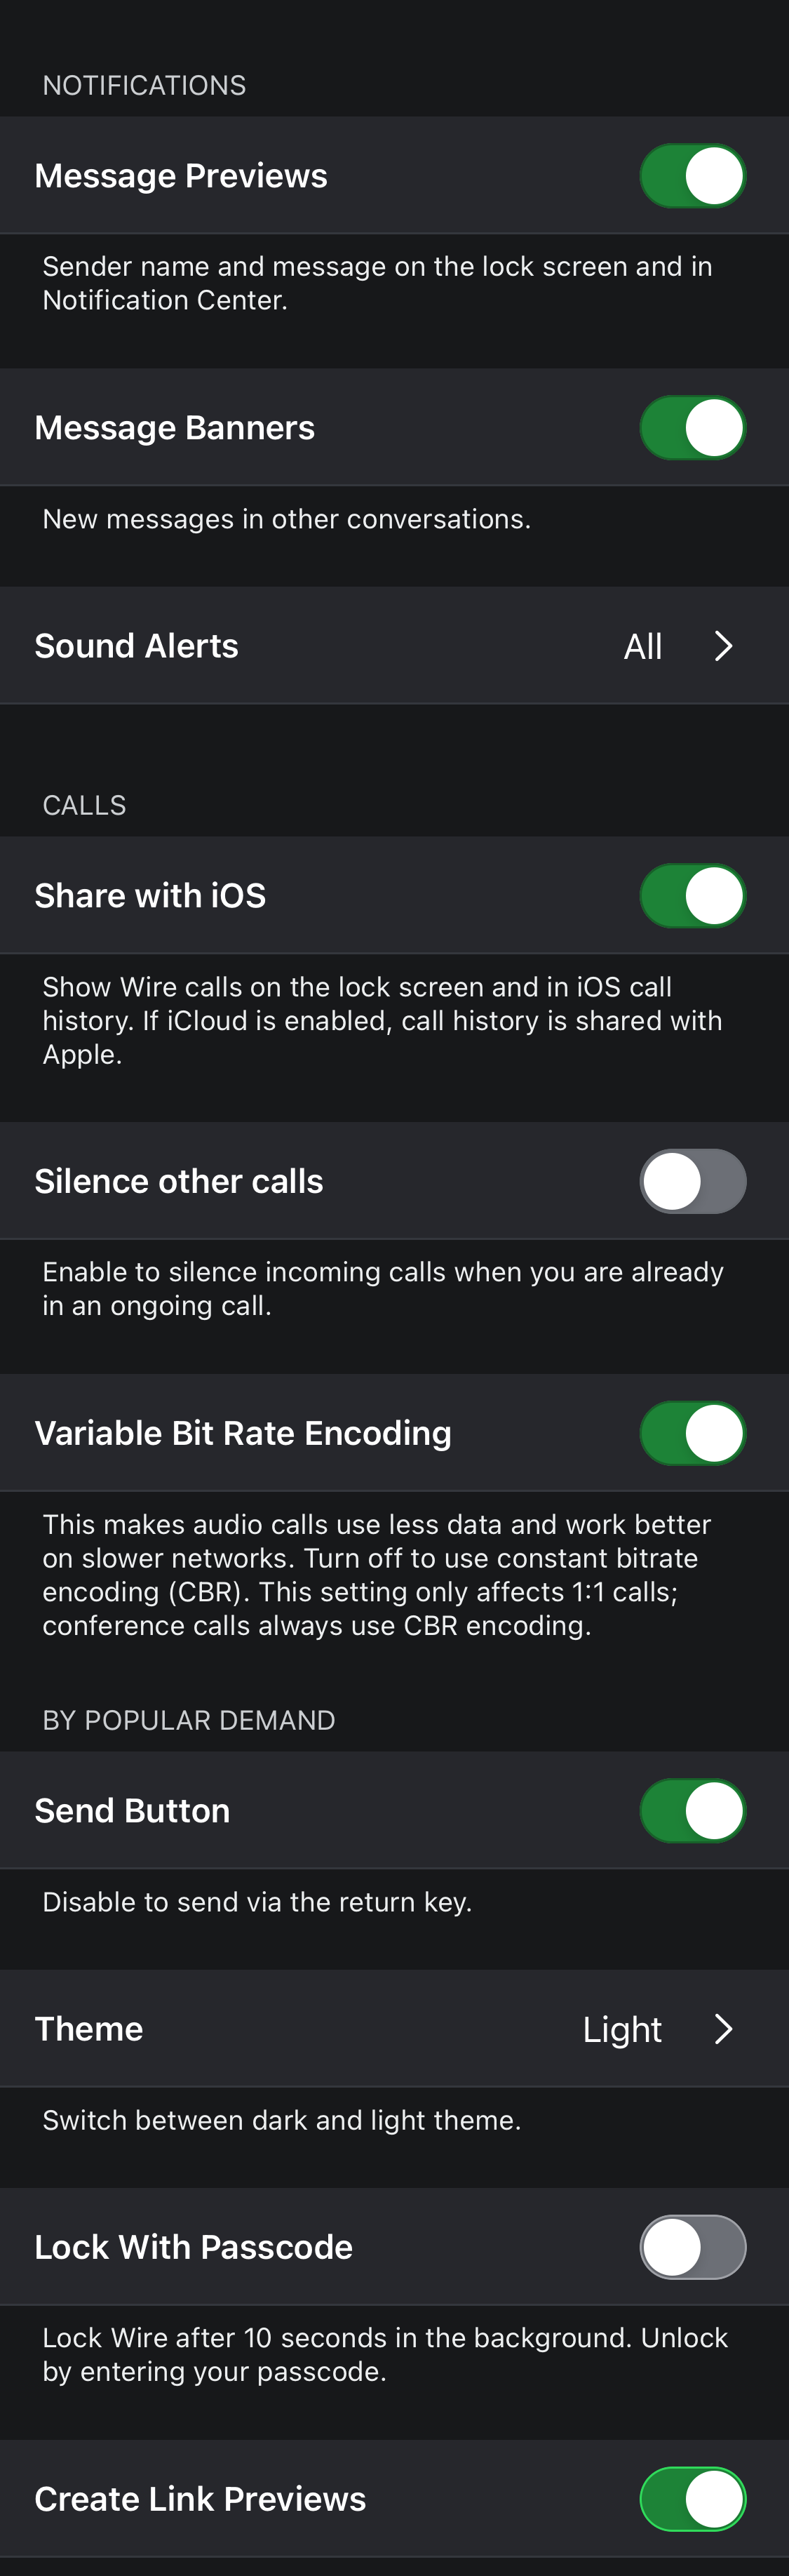 NOTIFICATIONS
Message Previews
Sender name and message on the lock screen and in
Notification Center.
Message Banners
New messages in other conversations.
Sound Alerts All
CALLS
Share with iOS
Show Wire calls on the lock screen and in iOS call
history. If iCloud is enabled, call history is shared with
Apple.
Silence other calls
Enable to silence incoming calls when you are already
in an ongoing call.
Variable Bit Rate Encoding
This makes audio calls use less data and work better
on slower networks. Turn off to use constant bitrate
encoding (CBR). This setting only affects 1:1 calls;
conference calls always use CBR encoding.
BY POPULAR DEMAND
Send Button
Disable to send via the return key.
Theme Light
Switch between dark and light theme.
Lock With Passcode
Lock Wire after 10 seconds in the background. Unlock
by entering your passcode.
Create Link Previews